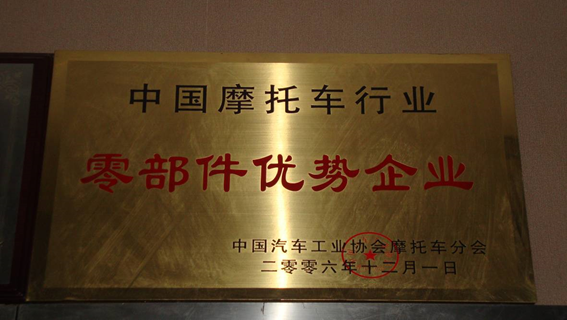 中国摩托车行业
零部件优势企业
中国汽车工业协会摩托车分会
二零零六年十二月一日